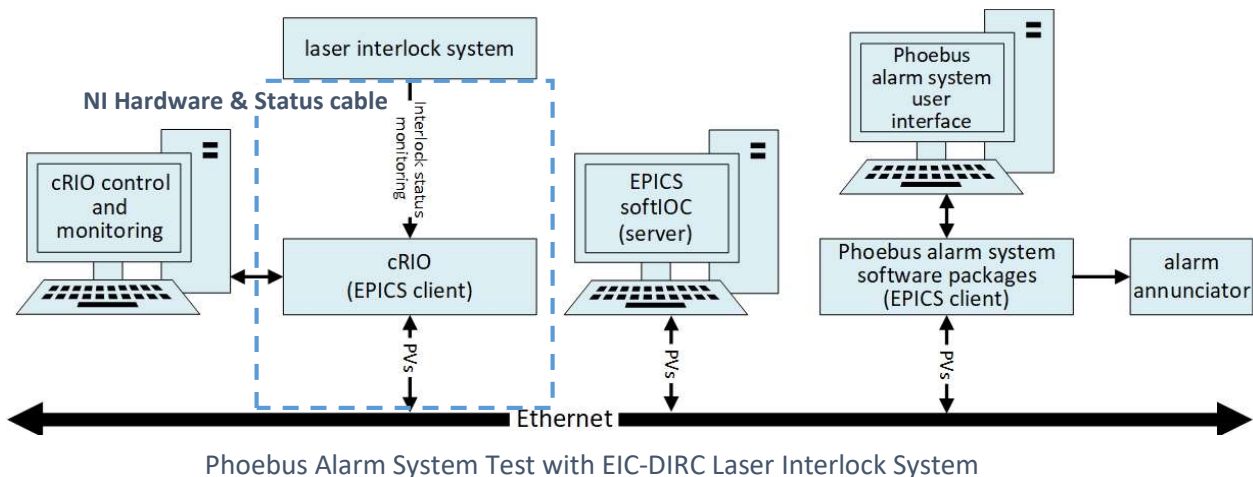 laser interlock system
NI Hardware & Status cable
Interlock status
monitoring
cRIO control
and
monitoring
cRIO
(EPICS client)
PVs
EPICS
softIOC
(server)
PVs
Phoebus
alarm system
user
interface
Phoebus alarm system
software packages
(EPICS client)
alarm
annunciator
PVs
Ethernet
Phoebus Alarm System Test with EIC-DIRC Laser Interlock System